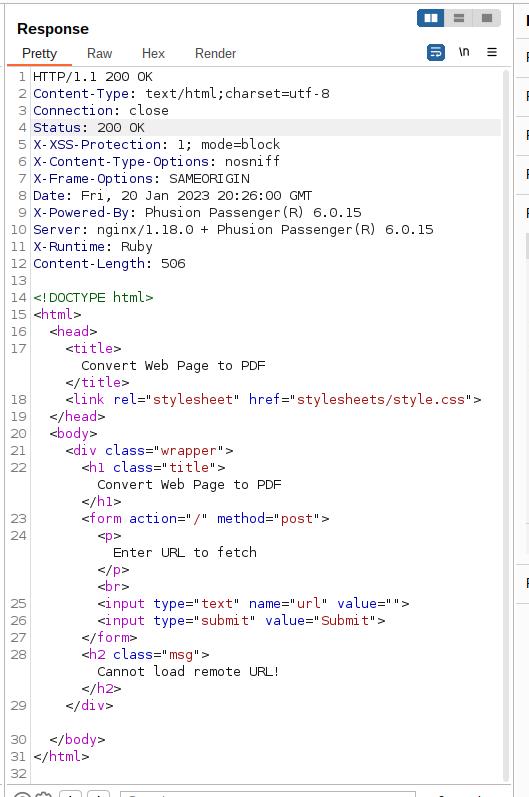 Response
Pretty Raw Hex Render
\n
1 HTTP/1.1 200 OK
2 Content-Type: text/html;charset=utf-8
3 Connection: close
4 Status: 200 OK
5 X-XSS-Protection: 1; mode=block
6 X-Content-Type-Options: nosniff
7 X-Frame-Options: SAMEORIGIN
8 Date: Fri, 20 Jan 2023 20:26:00 GMT
9 X-Powered-By: Phusion Passenger(R) 6.0.15
10 Server: nginx/1.18.0 + Phusion Passenger(R) 6.0.15
11 X-Runtime: Ruby
12 Content-Length: 506
13
14 <!DOCTYPE html>
15 <html>
16   <head>
17     <title>
      Convert Web Page to PDF
    </title>
18     <link rel="stylesheet" href="stylesheets/style.css">
19   </head>
20   <body>
21     <div class="wrapper">
22       <h1 class="title">
        Convert Web Page to PDF
      </h1>
23       <form action="/" method="post">
24         <p>
          Enter URL to fetch
        </p>
        <br>
25         <input type="text" name="url" value="">
26         <input type="submit" value="Submit">
27       </form>
28       <h2 class="msg">
        Cannot load remote URL!
      </h2>
29     </div>
30   </body>
31 </html>
32